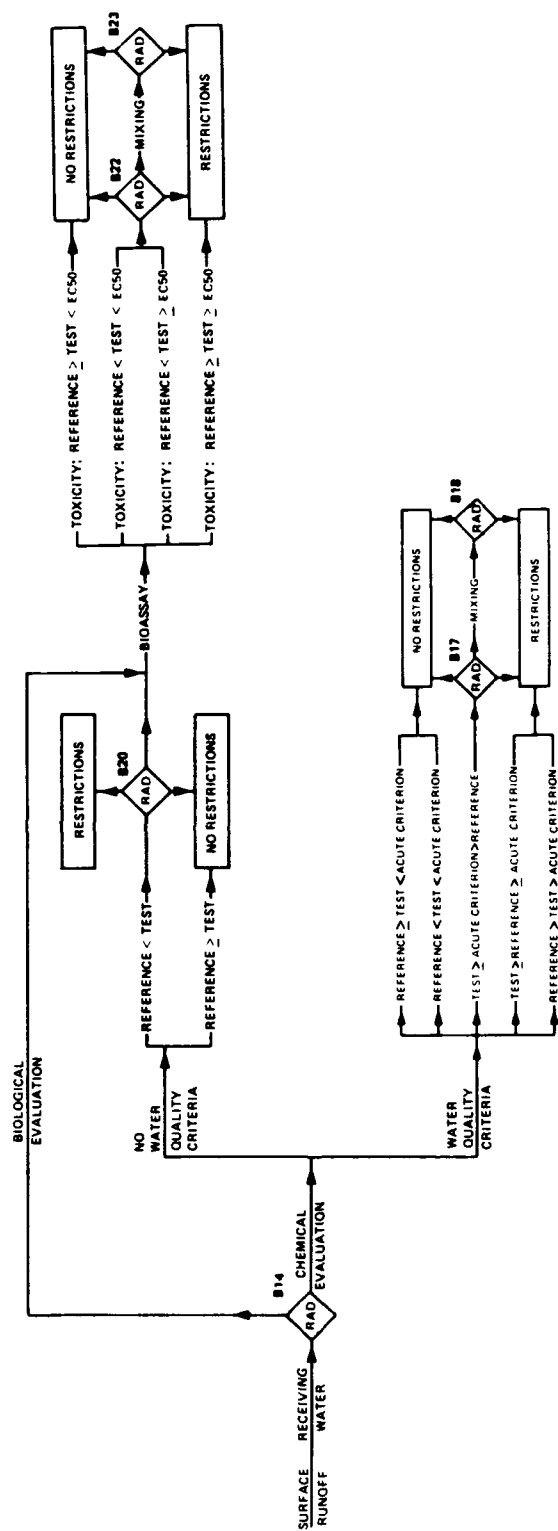 SURFACE RECEIVING
RUNOFF WATER
B14
RAD
BIOLOGICAL
EVALUATION
CHEMICAL
EVALUATION
NO
WATER
QUALITY
CRITERIA
REFERENCE < TEST
REFERENCE ≥ TEST
RESTRICTIONS
B20
RAD
NO RESTRICTIONS
BIOASSAY
TOXICITY: REFERENCE ≥ TEST < EC50
TOXICITY: REFERENCE < TEST < EC50
TOXICITY: REFERENCE < TEST ≥ EC50
TOXICITY: REFERENCE ≥ TEST ≥ EC50
NO RESTRICTIONS
B22
RAD
MIXING
B23
RAD
RESTRICTIONS
WATER
QUALITY
CRITERIA
REFERENCE ≥ TEST < ACUTE CRITERION
REFERENCE < TEST < ACUTE CRITERION
TEST ≥ ACUTE CRITERION > REFERENCE
TEST > REFERENCE ≥ ACUTE CRITERION
REFERENCE > TEST > ACUTE CRITERION
NO RESTRICTIONS
B17
RAD
MIXING
B18
RAD
RESTRICTIONS